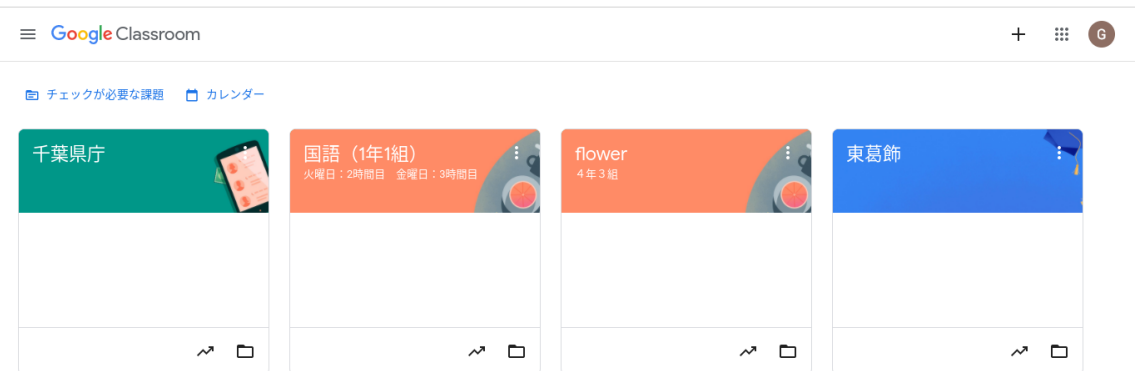 Google Classroom
G
チェックが必要な課題 カレンダー
千葉県庁
国語（1年1組）
火曜日：2時間目　金曜日：3時間目
flower
４年３組
東葛飾